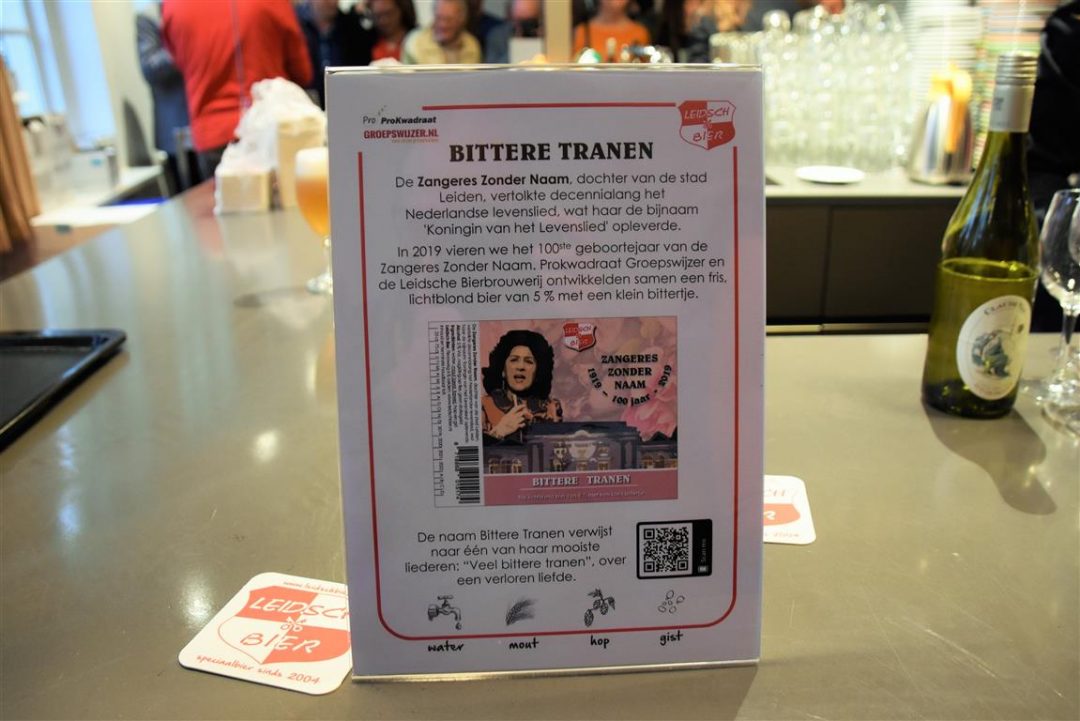 Pro ProKwadraat
GROEPSWIJZER.NL
LEIDSCH
BIER
BITTERE TRANEN
De Zangeres Zonder Naam, dochter van de stad
Leiden, vertolkte decennialang het
Nederlandse levenslied, wat haar de bijnaam
'Koningin van het Levenslied' opleverde.
In 2019 vieren we het 100ste geboortejaar van de
Zangeres Zonder Naam. Prokwadraat Groepswijzer en
de Leidsche Bierbrouwerij ontwikkelden samen een fris,
lichtblond bier van 5 % met een klein bittertje.
LEIDSCH
BIER
ZANGERES
ZONDER
NAAM
1919 - 100 jaar - 2019
BITTERE TRANEN
De naam Bittere Tranen verwijst
naar één van haar mooiste
liederen: “Veel bittere tranen”, over
een verloren liefde.
Scan me
water
mout
hop
gist
LEIDSCH
BIER
speciaalbier sinds 2004